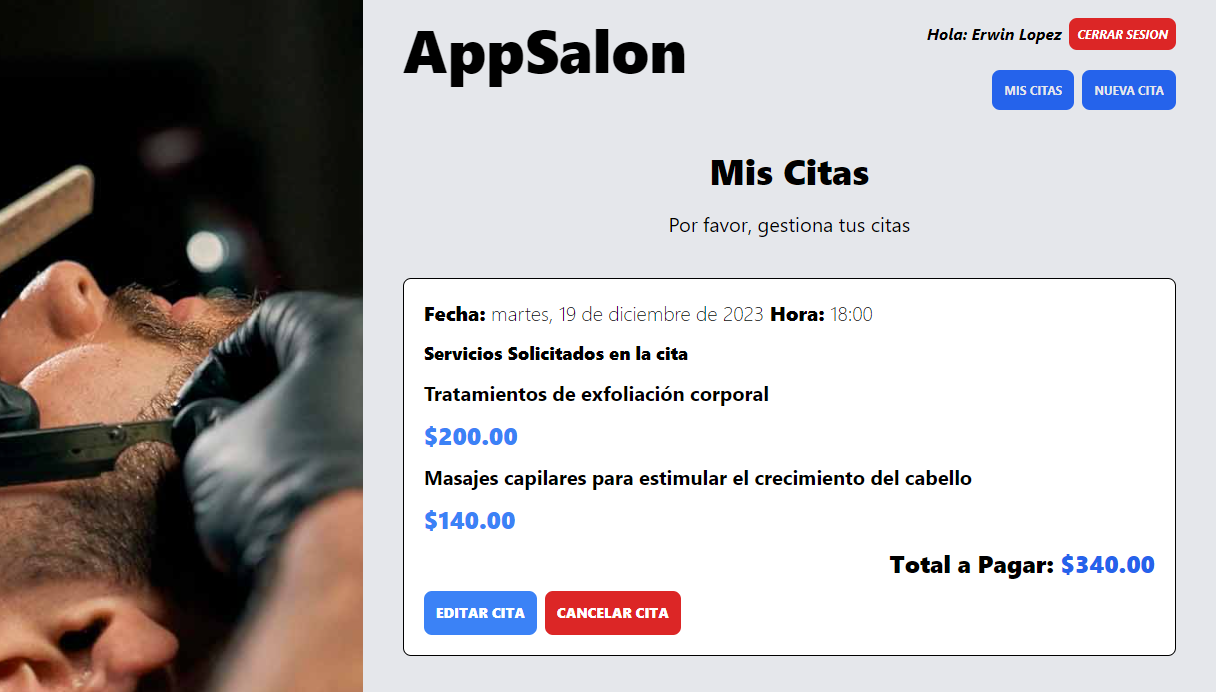 AppSalon
Hola: Erwin Lopez CERRAR SESION
MIS CITAS NUEVA CITA
Mis Citas
Por favor, gestiona tus citas
Fecha: martes, 19 de diciembre de 2023 Hora: 18:00
Servicios Solicitados en la cita
Tratamientos de exfoliación corporal
$200.00
Masajes capilares para estimular el crecimiento del cabello
$140.00
Total a Pagar: $340.00
EDITAR CITA CANCELAR CITA